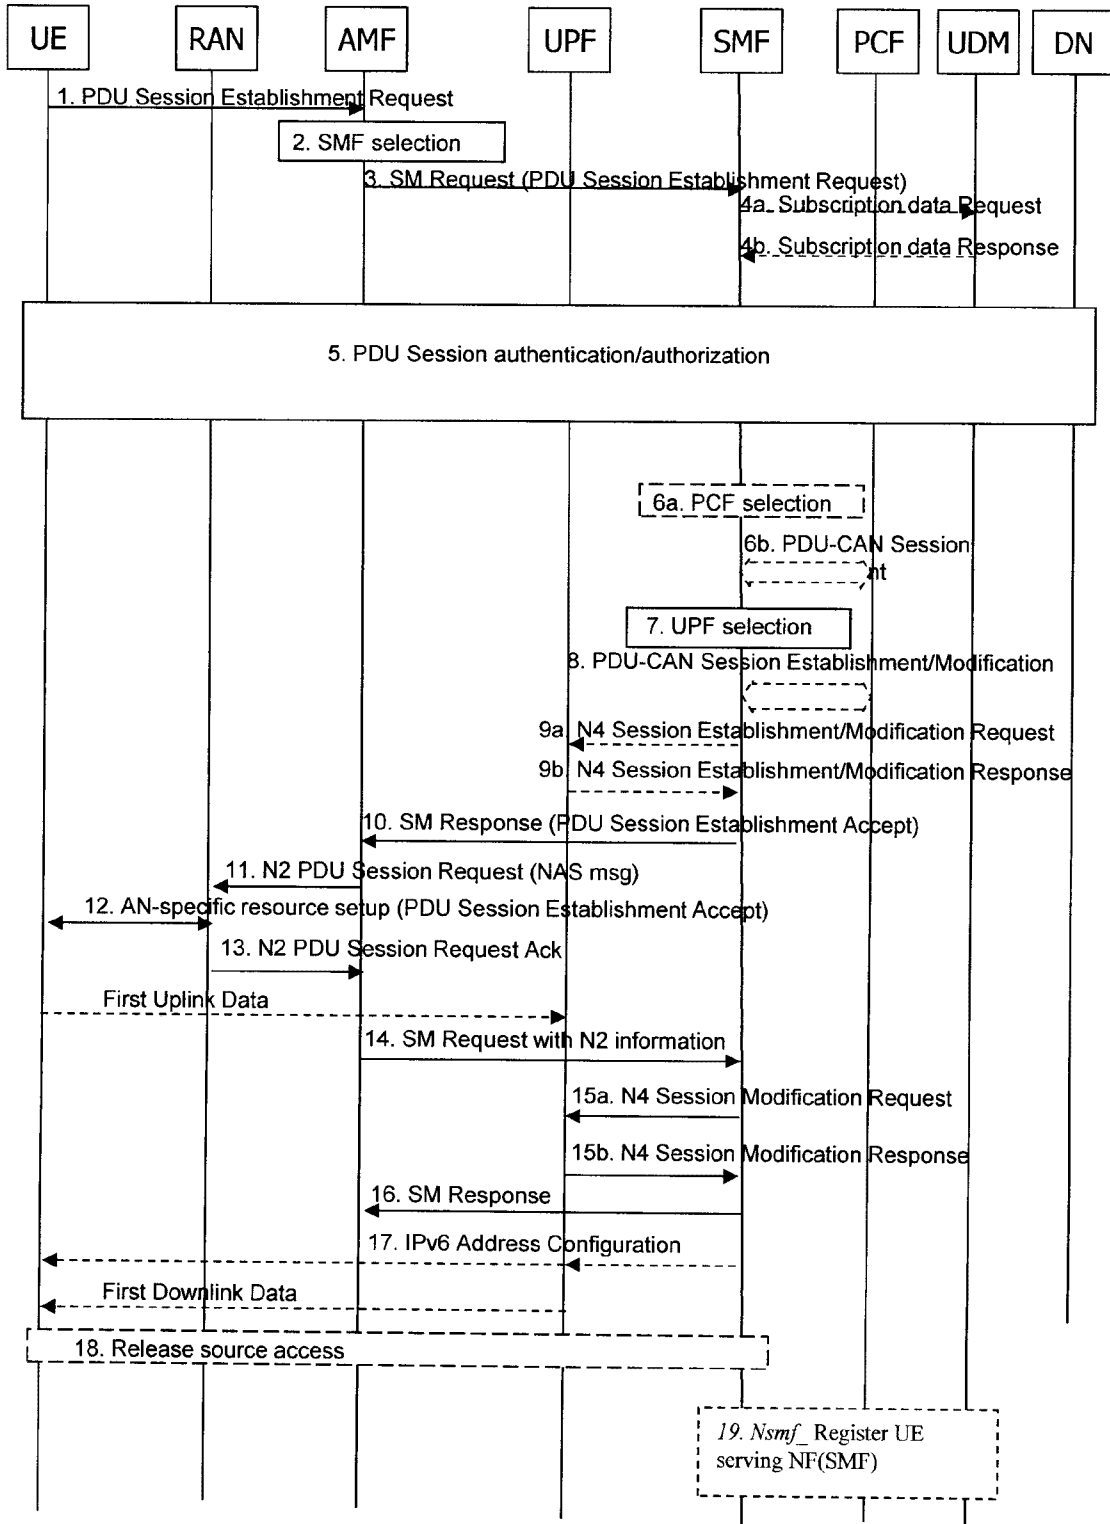 UE RAN AMF UPF SMF PCF UDM DN
1. PDU Session Establishment Request
2. SMF selection
3. SM Request (PDU Session Establishment Request)
4a. Subscription data Request
4b. Subscription data Response
5. PDU Session authentication/authorization
6a. PCF selection
6b. PDU-CAN Session
nt
7. UPF selection
8. PDU-CAN Session Establishment/Modification
9a. N4 Session Establishment/Modification Request
9b. N4 Session Establishment/Modification Response
10. SM Response (PDU Session Establishment Accept)
11. N2 PDU Session Request (NAS msg)
12. AN-specific resource setup (PDU Session Establishment Accept)
13. N2 PDU Session Request Ack
First Uplink Data
14. SM Request with N2 information
15a. N4 Session Modification Request
15b. N4 Session Modification Response
16. SM Response
17. IPv6 Address Configuration
First Downlink Data
18. Release source access
19. Nsmf_ Register UE
serving NF(SMF)